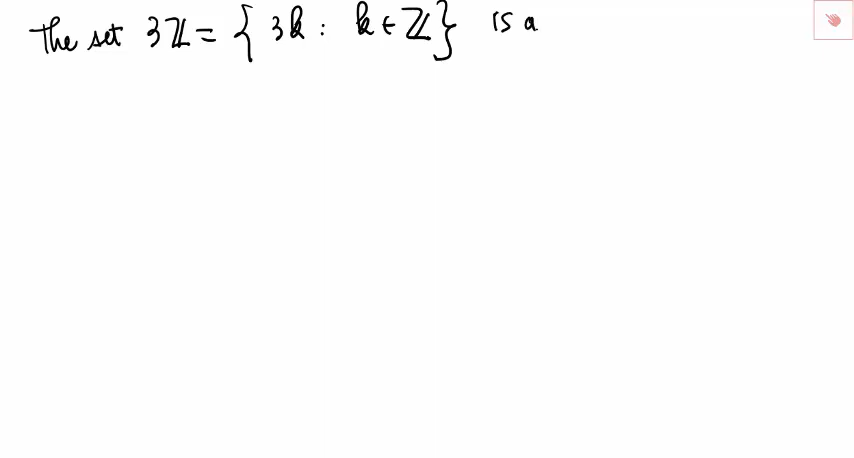 The set 3ℤ = { 3k : k ∈ ℤ } is a